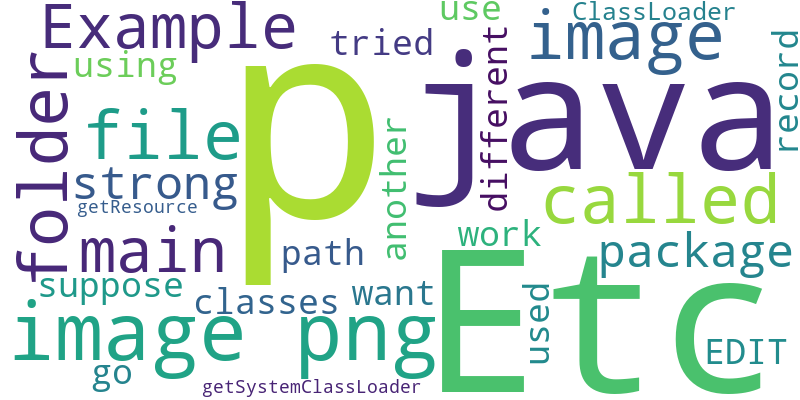 Example
tried
use
ClassLoader
image
using
folder
p
java
different
record
file
strong
getResource
another
called
main
path
work
package
suppose
classes
want
Etc
used
image png
EDIT
go
getSystemClassLoader